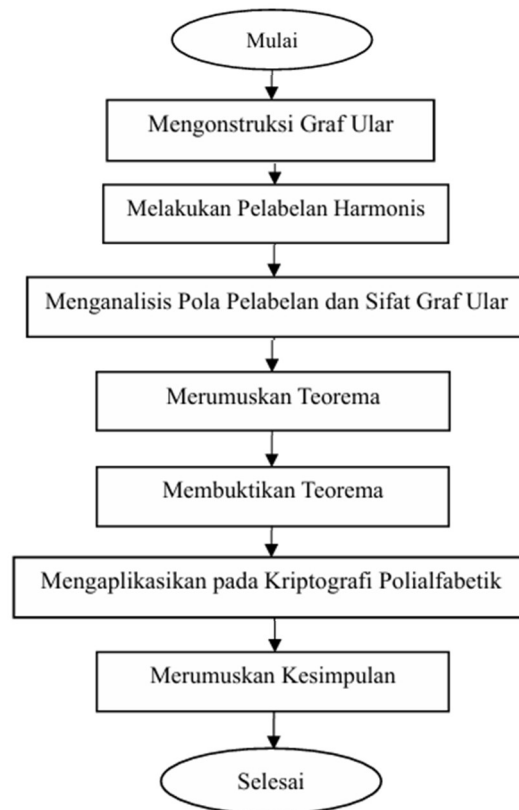 Mulai
Mengonstruksi Graf Ular
Melakukan Pelabelan Harmonis
Menganalisis Pola Pelabelan dan Sifat Graf Ular
Merumuskan Teorema
Membuktikan Teorema
Mengaplikasikan pada Kriptografi Polialfabetik
Merumuskan Kesimpulan
Selesai